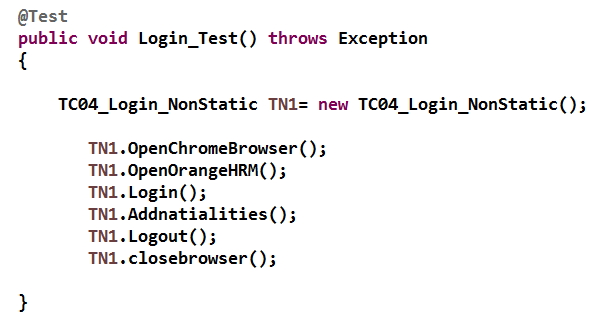 @Test
public void Login_Test() throws Exception
{
TC04_Login_NonStatic TN1= new TC04_Login_NonStatic();
TN1.OpenChromeBrowser();
TN1.OpenOrangeHRM();
TN1.Login();
TN1.Addnatialities();
TN1.Logout();
TN1.closebrowser();
}